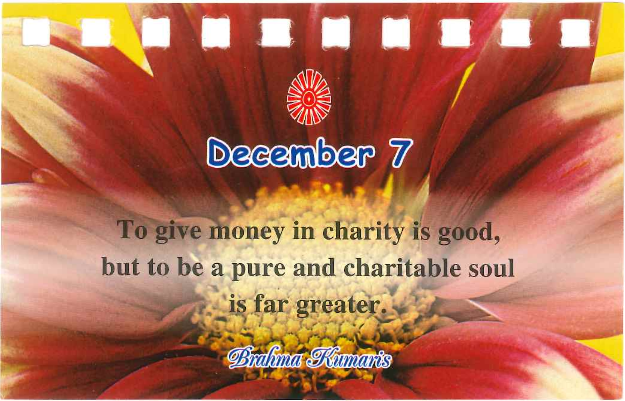 December 7
To give money in charity is good,
but to be a pure and charitable soul
is far greater.
Brahma Kumaris